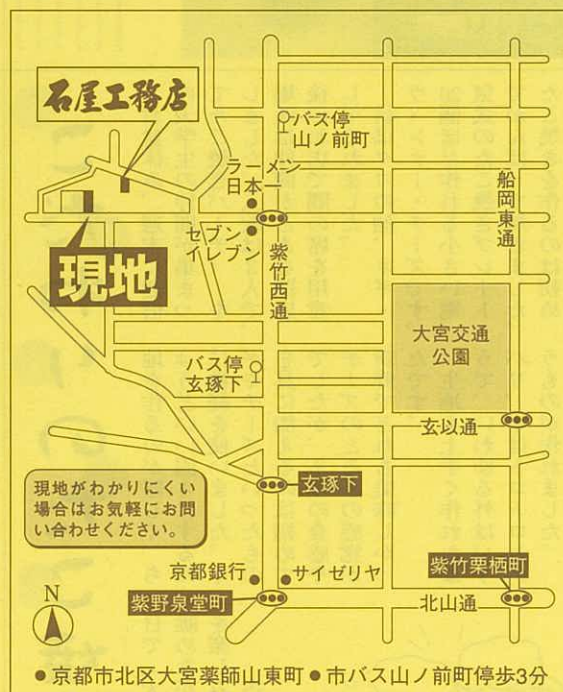 石屋工務店
バス停
山ノ前町
ラーメン
日本一
セブン
イレブン
紫竹西通
船岡東通
現地
大宮交通
公園
バス停
玄琢下
玄以通
現地がわかりにくい
場合はお気軽にお問
い合わせください。
玄琢下
京都銀行
サイゼリヤ
紫竹栗栖町
紫野泉堂町
北山通
N
●京都市北区大宮薬師山東町●市バス山ノ前町停歩3分